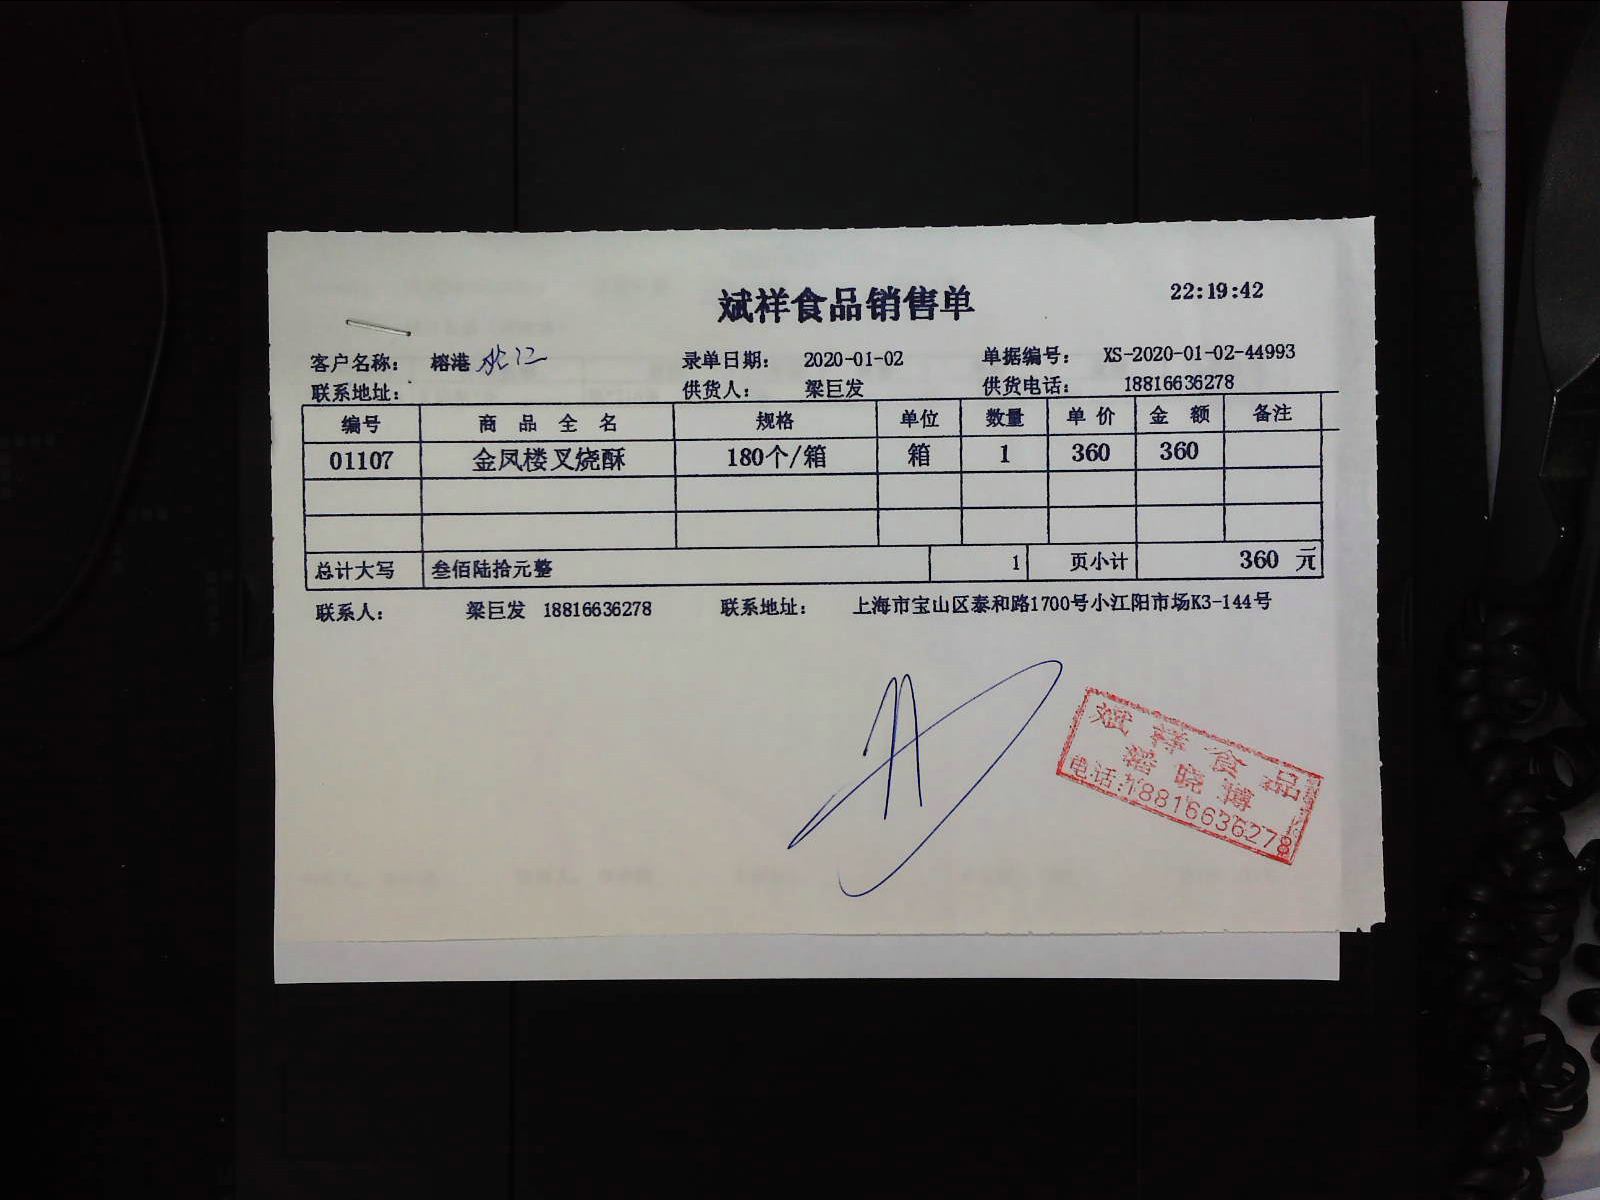 斌祥食品销售单 22:19:42
客户名称： 榕港 录单日期： 2020-01-02 单据编号： XS-2020-01-02-44993
联系地址： 供货人： 梁巨发 供货电话： 18816636278
编号 商 品 全 名 规格 单位 数量 单 价 金 额 备注
01107 金凤楼叉烧酥 180个/箱 箱 1 360 360
总计大写 叁佰陆拾元整 1 页小计 360 元
联系人： 梁巨发 18816636278 联系地址： 上海市宝山区泰和路1700号小江阳市场K3-144号
斌祥食品
潘晓博
电话:18816636278